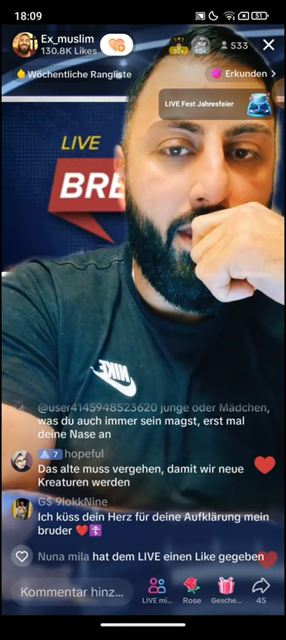 18:09
51
Ex_muslim
130.8K Likes
10+
10+
533
Wöchentliche Rangliste
Erkunden >
LIVE Fest Jahresfeier
LIVE
BRE
NIKE
@user4145948523620 junge oder Mädchen,
was du auch immer sein magst, erst mal
deine Nase an
7 hopeful
Das alte muss vergehen, damit wir neue
Kreaturen werden
G$ 9lokkNine
Ich küss dein Herz für deine Aufklärung mein
bruder ❤️☦️
Nuna mila hat dem LIVE einen Like gegeben
Kommentar hinz...
LIVE mi...
Rose
Gesche...
45